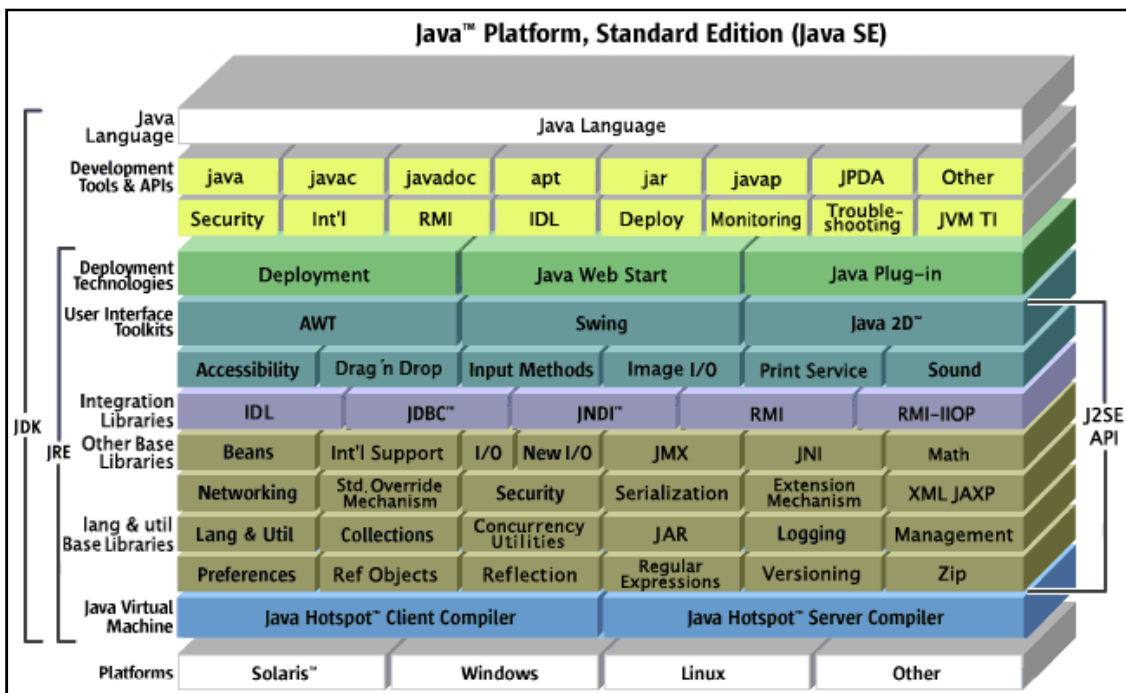 Java™ Platform, Standard Edition (Java SE)
Java
Language
Java Language
Development
Tools & APIs
java javac javadoc apt jar javap JPDA Other
Security Int'l RMI IDL Deploy Monitoring Trouble-
shooting JVM TI
Deployment
Technologies
Deployment Java Web Start Java Plug-in
User Interface
Toolkits
AWT Swing Java 2D™
Accessibility Drag 'n Drop Input Methods Image I/O Print Service Sound
Integration
Libraries
IDL JDBC™ JNDI™ RMI RMI-IIOP
Other Base
Libraries
Beans Int'l Support I/O New I/O JMX JNI Math
Networking Std. Override
Mechanism Security Serialization Extension
Mechanism XML JAXP
lang & util
Base Libraries
Lang & Util Collections Concurrency
Utilities JAR Logging Management
Preferences Ref Objects Reflection Regular
Expressions Versioning Zip
Java Virtual
Machine
Java Hotspot™ Client Compiler Java Hotspot™ Server Compiler
Platforms
Solaris™ Windows Linux Other
JDK
JRE
J2SE
API